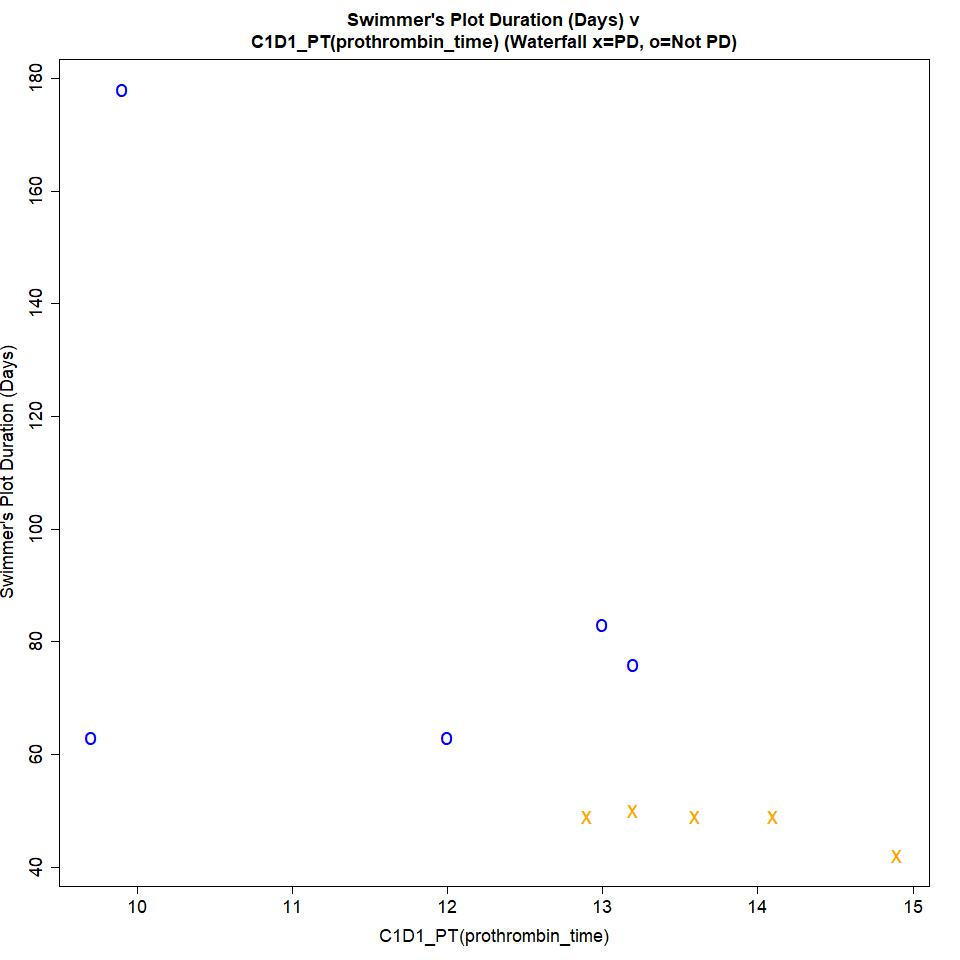 Swimmer's Plot Duration (Days) v
C1D1_PT(prothrombin_time) (Waterfall x=PD, o=Not PD)
Swimmer's Plot Duration (Days)
180
160
140
120
100
80
60
40
o
o
o
o
o
x
x
x
x
x
10 11 12 13 14 15
C1D1_PT(prothrombin_time)